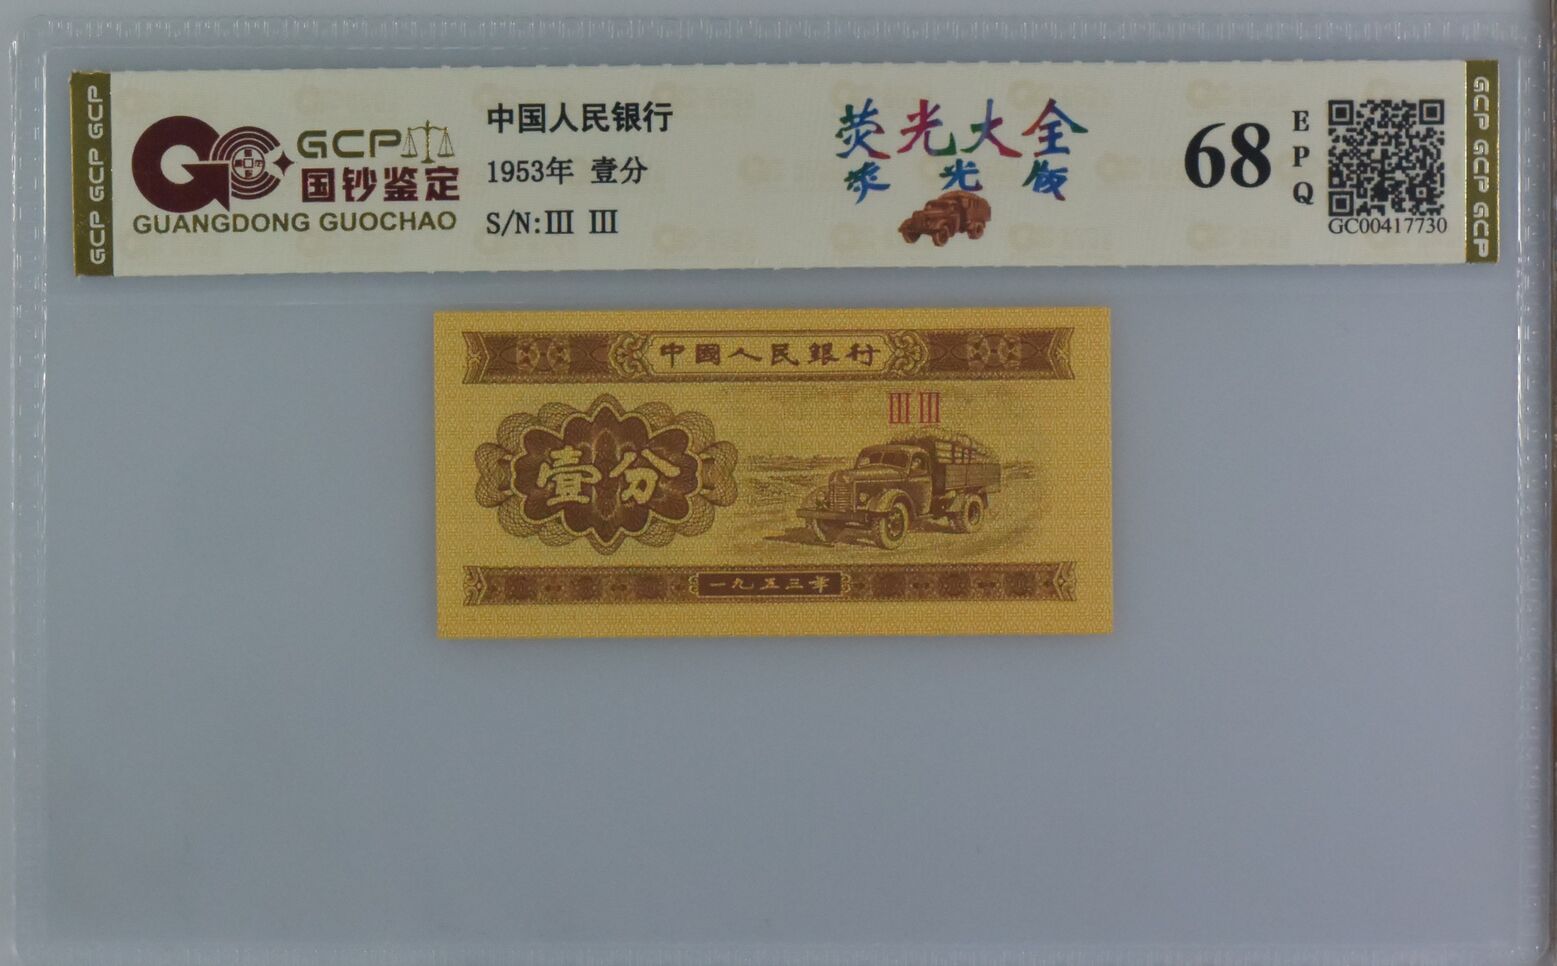 GCP GCP GCP
GCP
国钞鉴定
GUANGDONG GUOCHAO
中国人民银行
1953年 壹分
S/N:III III
荧光大全
荧光版
68
EPQ
GC00417730
GCP GCP GCP
中國人民銀行
III III
壹分
一九五三年